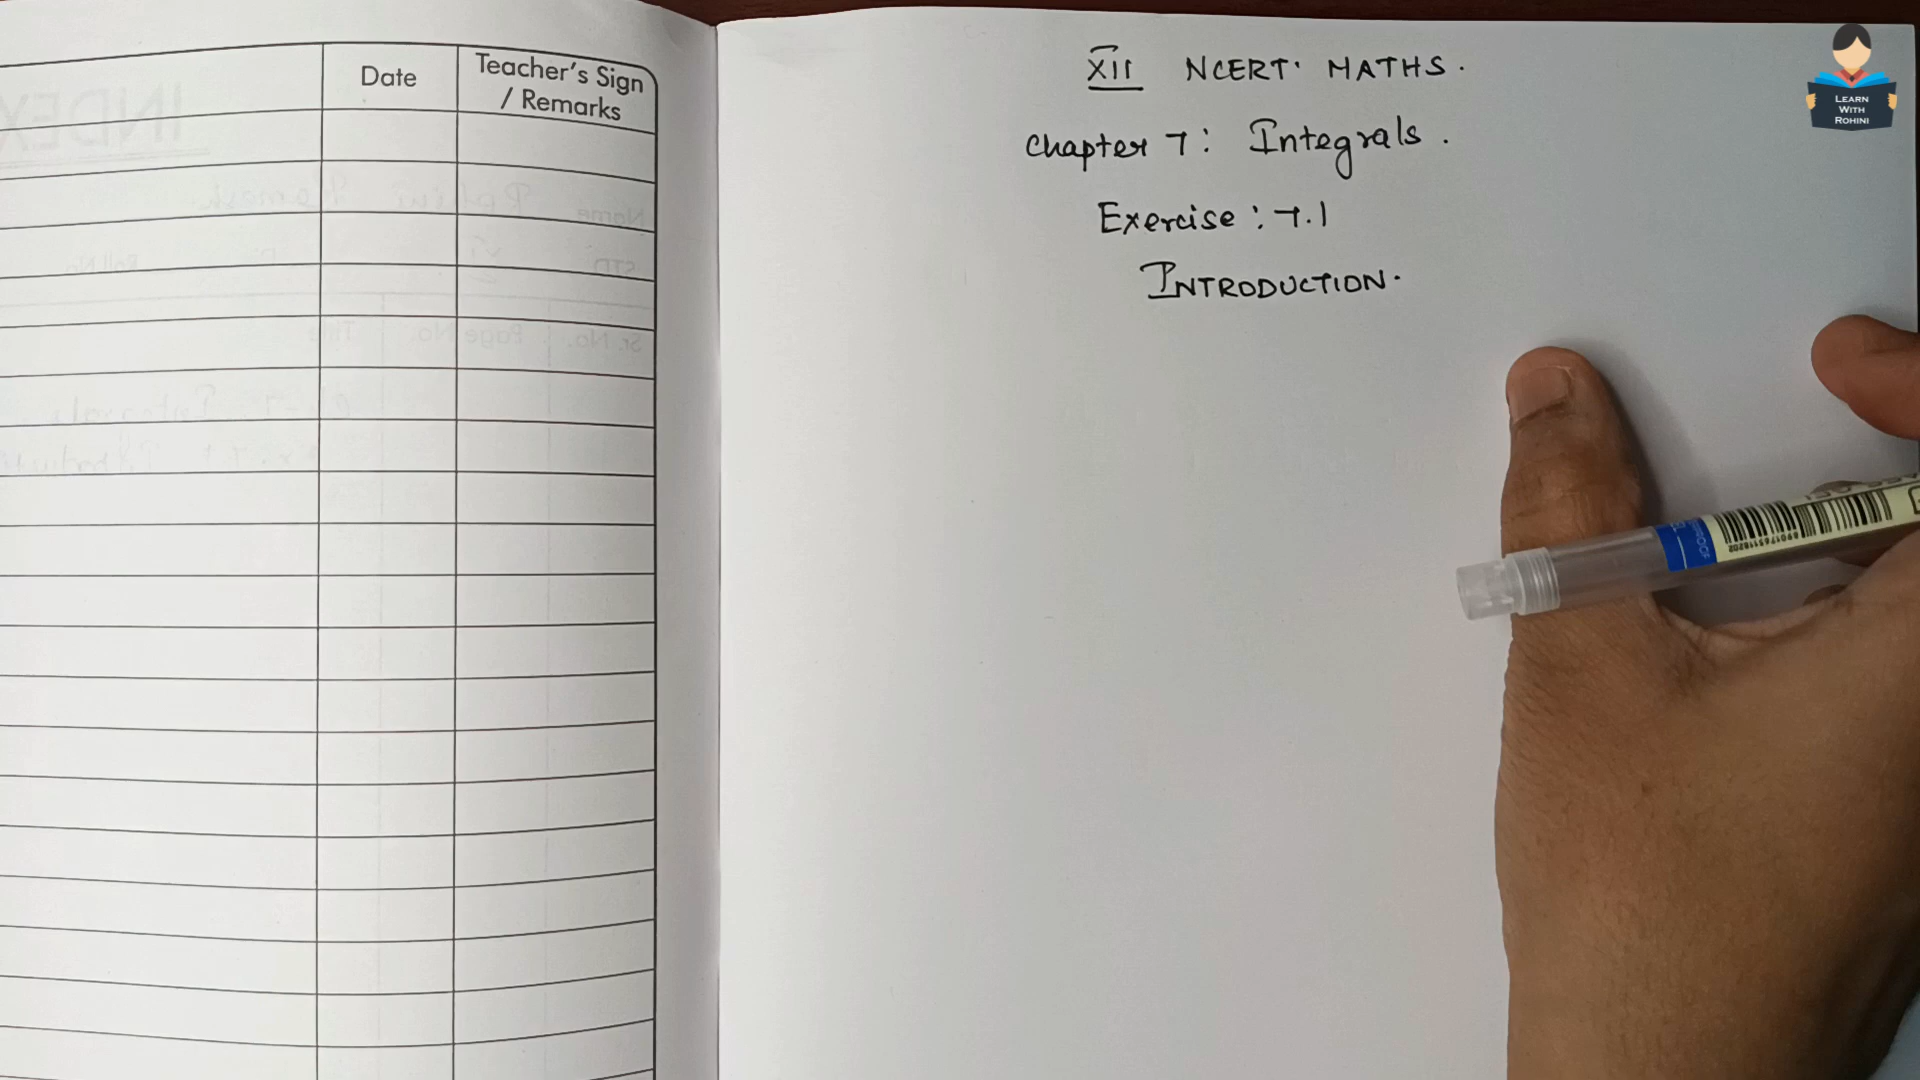 Date
Teacher's Sign
/ Remarks
XII NCERT MATHS.
Chapter 7: Integrals.
Exercise: 7.1
INTRODUCTION.
LEARN
WITH
ROHINI